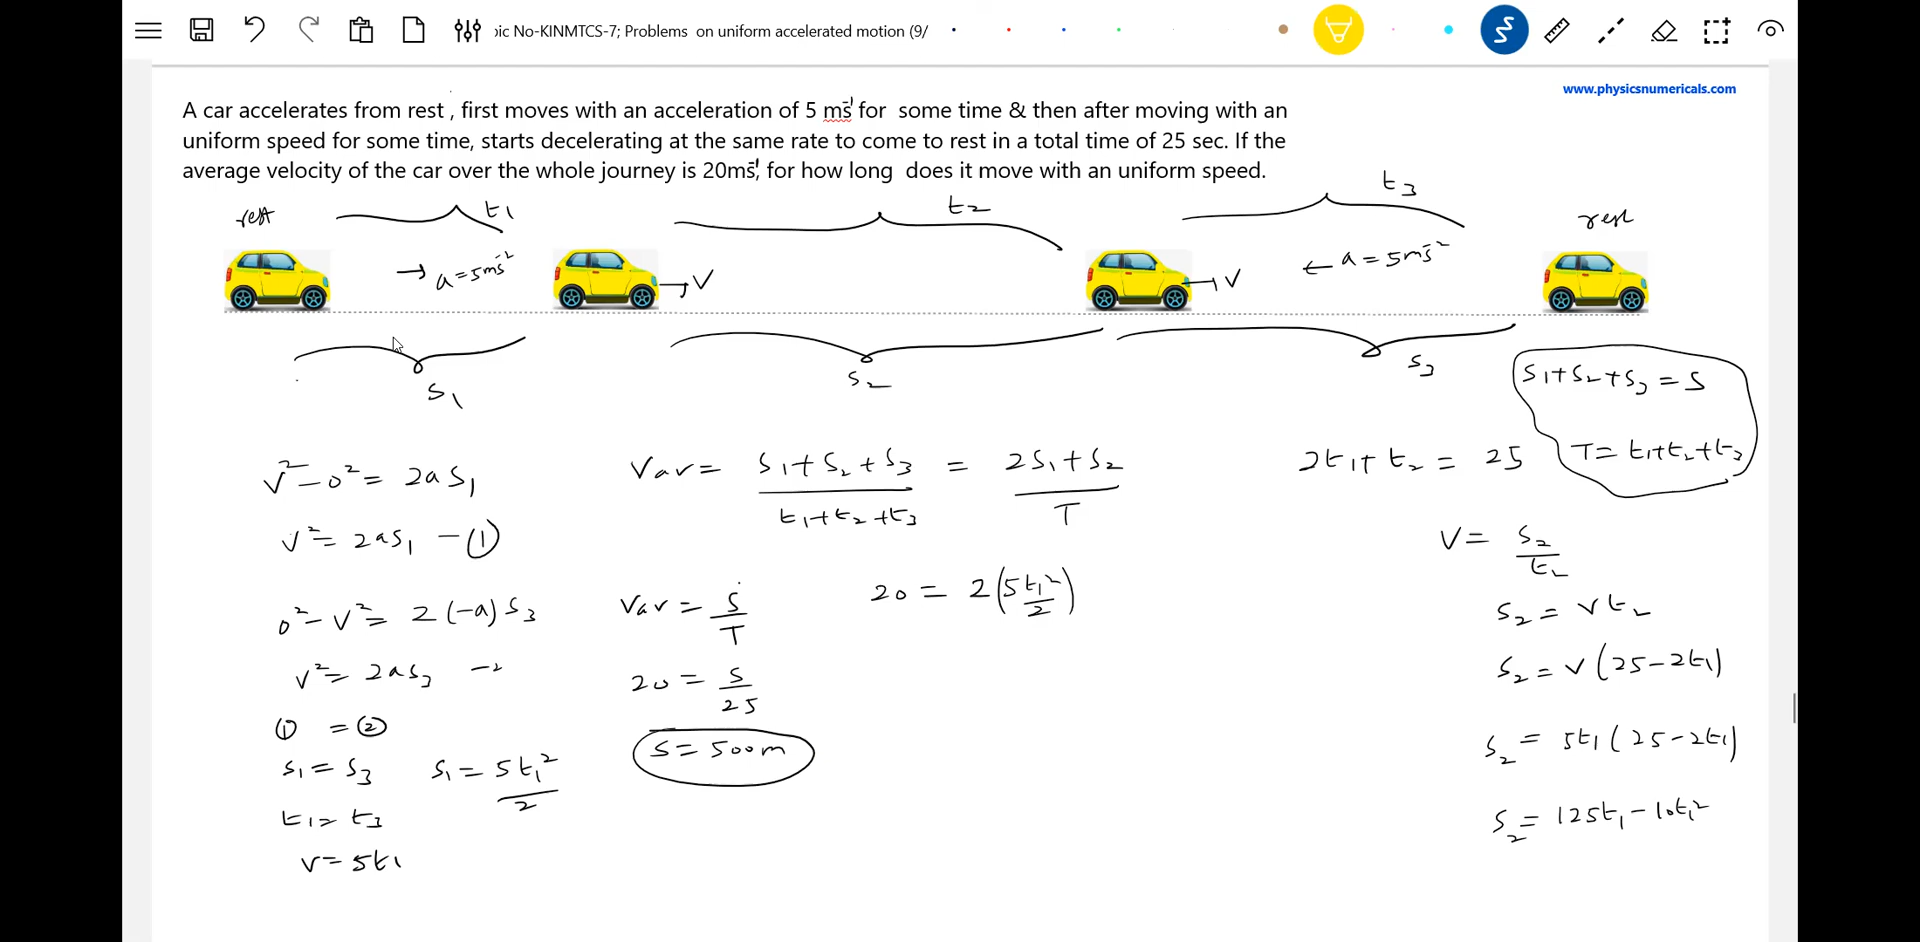 ɔic No-KINMTCS-7; Problems on uniform accelerated motion (9/
www.physicsnumericals.com
A car accelerates from rest , first moves with an acceleration of 5 ms⁻¹ for some time & then after moving with an
uniform speed for some time, starts decelerating at the same rate to come to rest in a total time of 25 sec. If the
average velocity of the car over the whole journey is 20ms⁻¹, for how long does it move with an uniform speed.
rest t₁ t₂ t₃ rest
→ a = 5ms⁻² → V → V ← a = 5ms⁻²
s₁ s₂ s₃
s₁+s₂+s₃ = S
T = t₁+t₂+t₃
v² − 0² = 2as₁
v² = 2as₁ − ①
0² − v² = 2(−a)s₃
v² = 2as₃ −2
① = ②
s₁ = s₃
s₁ = 5t₁²/2
t₁ = t₃
v = 5t₁
Var = (s₁+s₂+s₃)/(t₁+t₂+t₃) = (2s₁+s₂)/T
Var = S/T
20 = S/25
S = 500m
20 = 2(5t₁²/2)
2t₁+t₂ = 25
V = s₂/t₂
s₂ = vt₂
s₂ = v(25−2t₁)
s₂ = 5t₁(25−2t₁)
s₂ = 125t₁−10t₁²